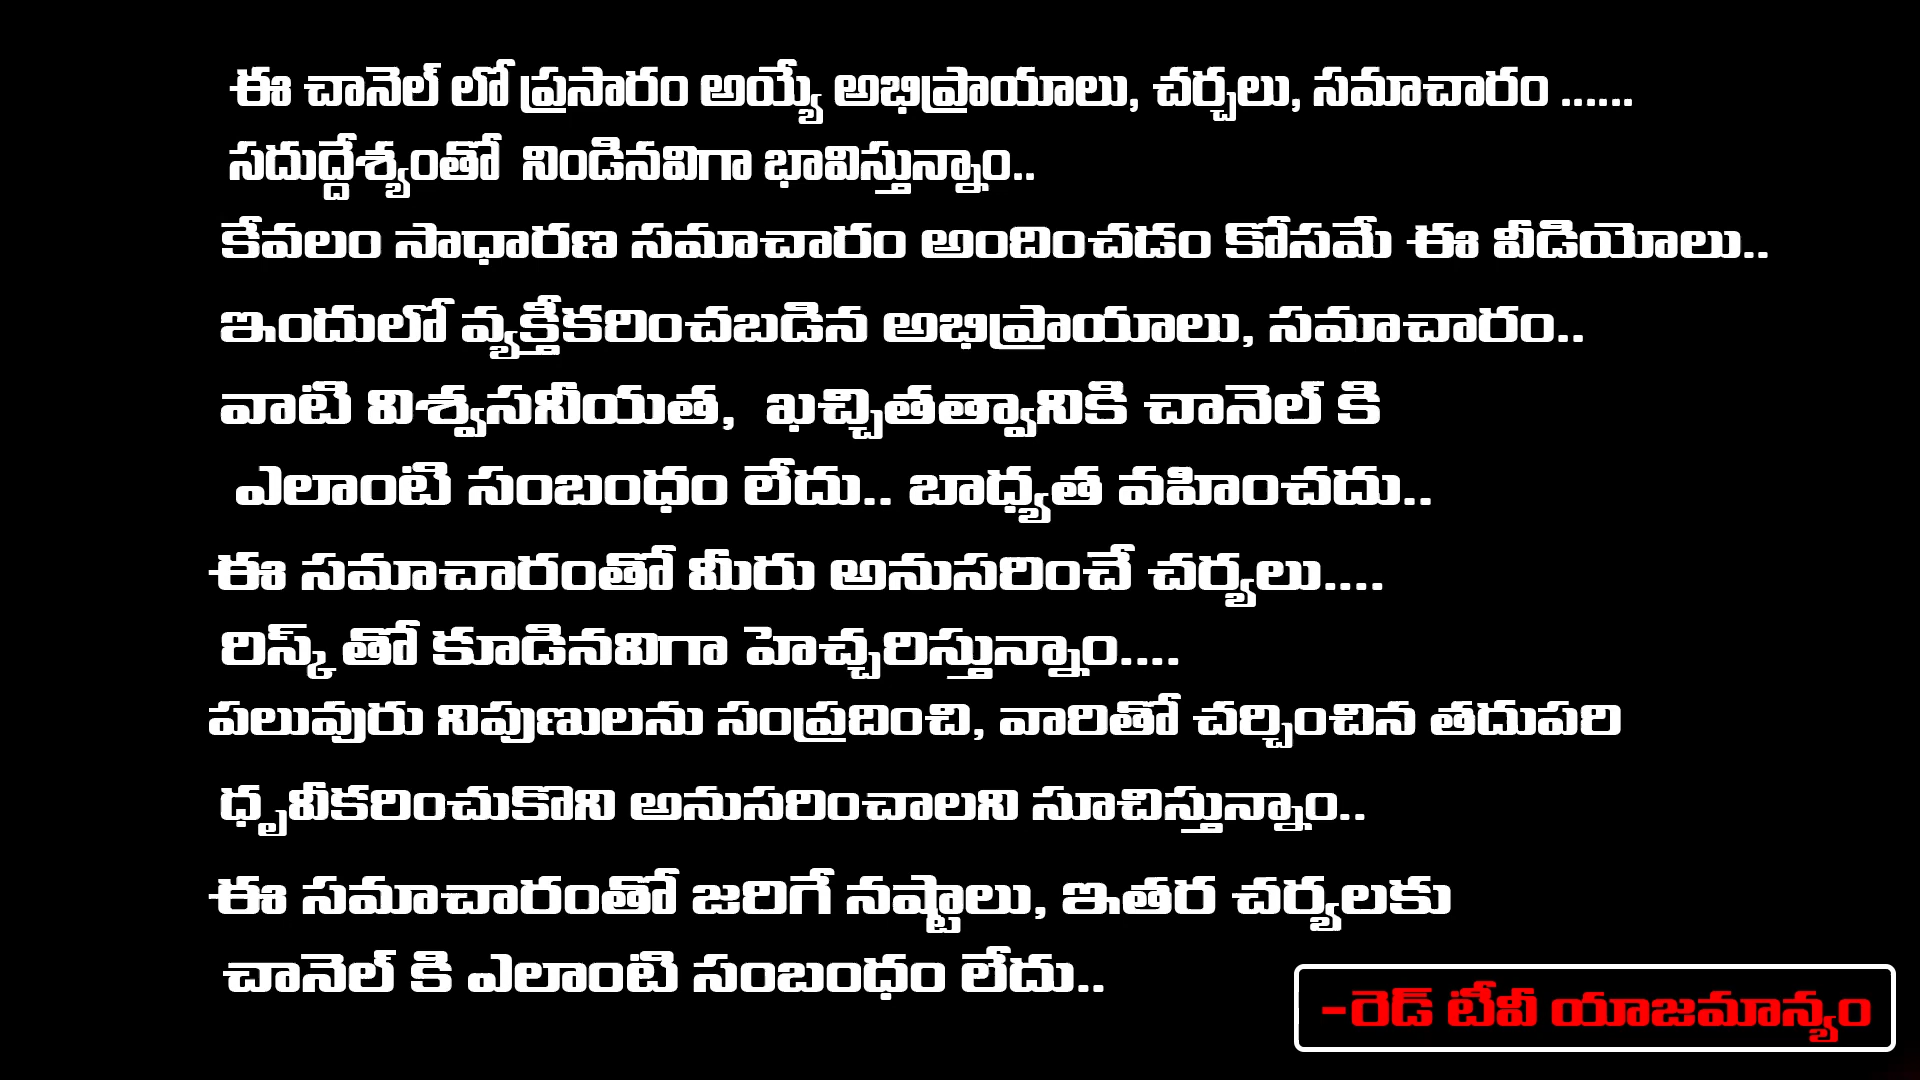 ఈ చానెల్ లో ప్రసారం అయ్యే అభిప్రాయాలు, చర్చలు, సమాచారం ......
సదుద్దేశ్యంతో నిండినవిగా భావిస్తున్నాం..
కేవలం సాధారణ సమాచారం అందించడం కోసమే ఈ వీడియోలు..
ఇందులో వ్యక్తీకరించబడిన అభిప్రాయాలు, సమాచారం..
వాటి విశ్వసనీయత, ఖచ్చితత్వానికి చానెల్ కి
ఎలాంటి సంబంధం లేదు.. బాధ్యత వహించదు..
ఈ సమాచారంతో మీరు అనుసరించే చర్యలు....
రిస్క్ తో కూడినవిగా హెచ్చరిస్తున్నాం....
పలువురు నిపుణులను సంప్రదించి, వారితో చర్చించిన తదుపరి
ధృవీకరించుకొని అనుసరించాలని సూచిస్తున్నాం..
ఈ సమాచారంతో జరిగే నష్టాలు, ఇతర చర్యలకు
చానెల్ కి ఎలాంటి సంబంధం లేదు..
-రెడ్ టీవీ యాజమాన్యం